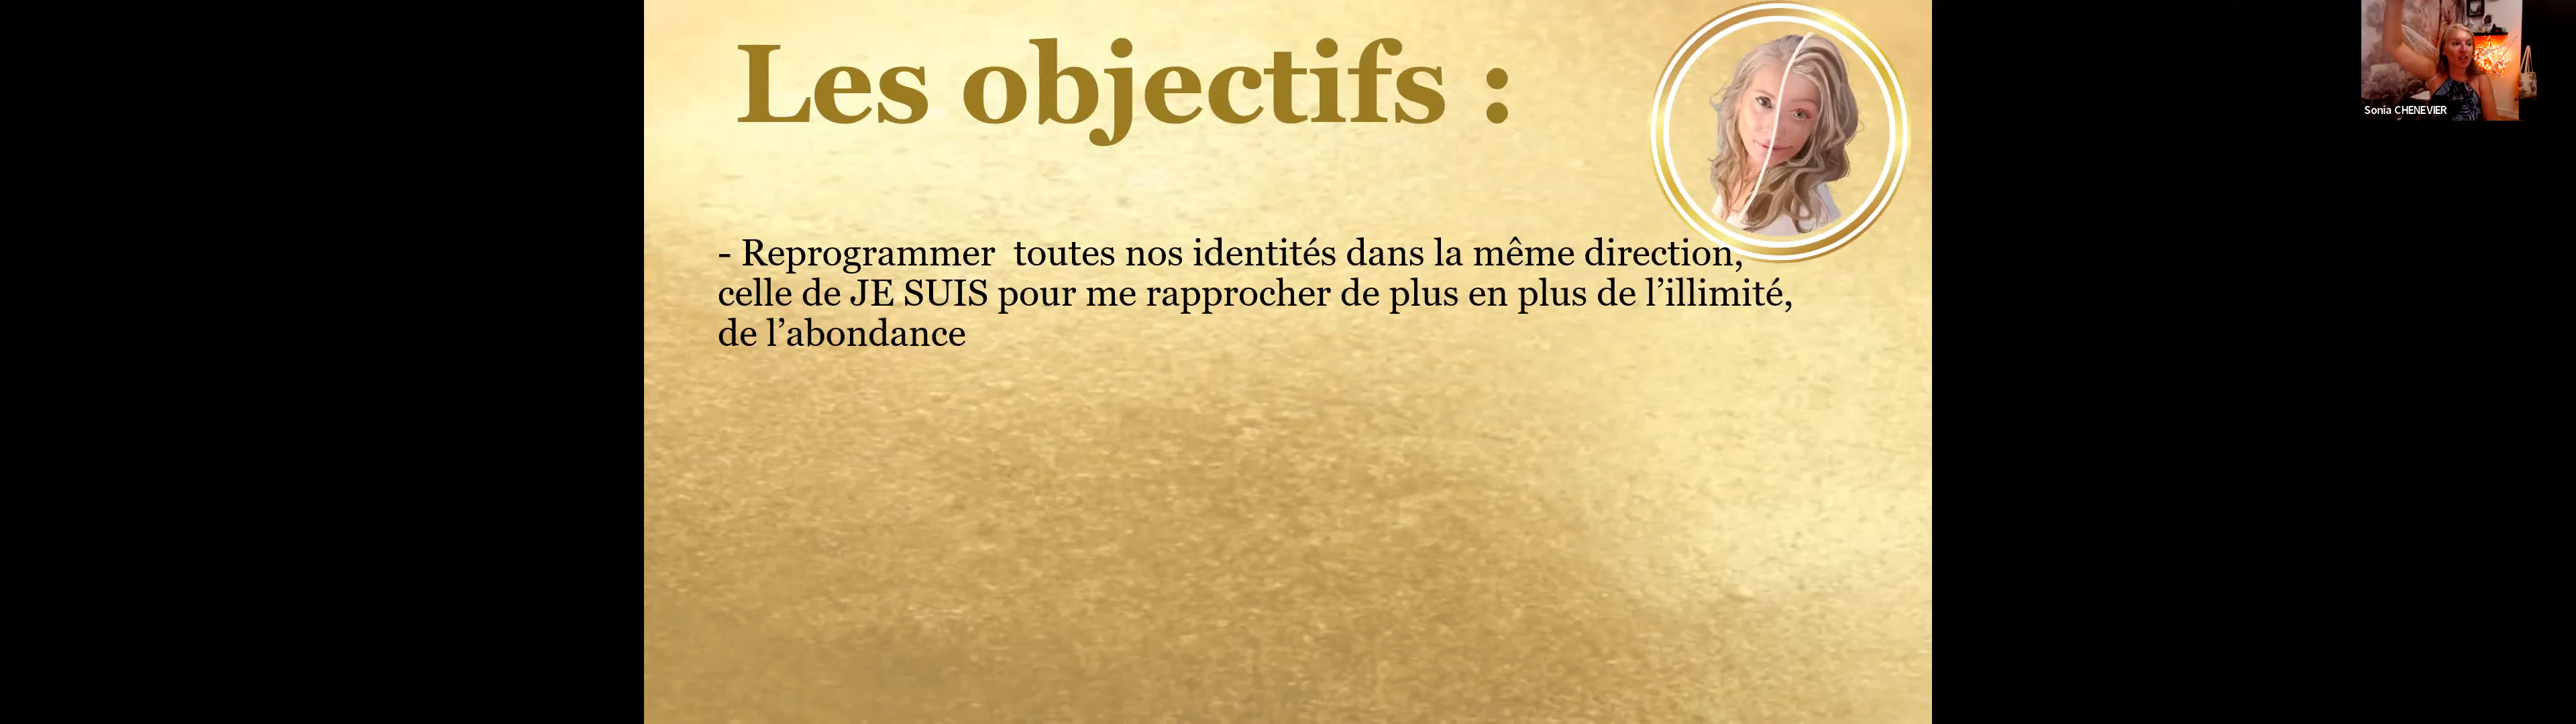 Les objectifs :
Sonia CHENEVIER
- Reprogrammer  toutes nos identités dans la même direction,
celle de JE SUIS pour me rapprocher de plus en plus de l’illimité,
de l’abondance